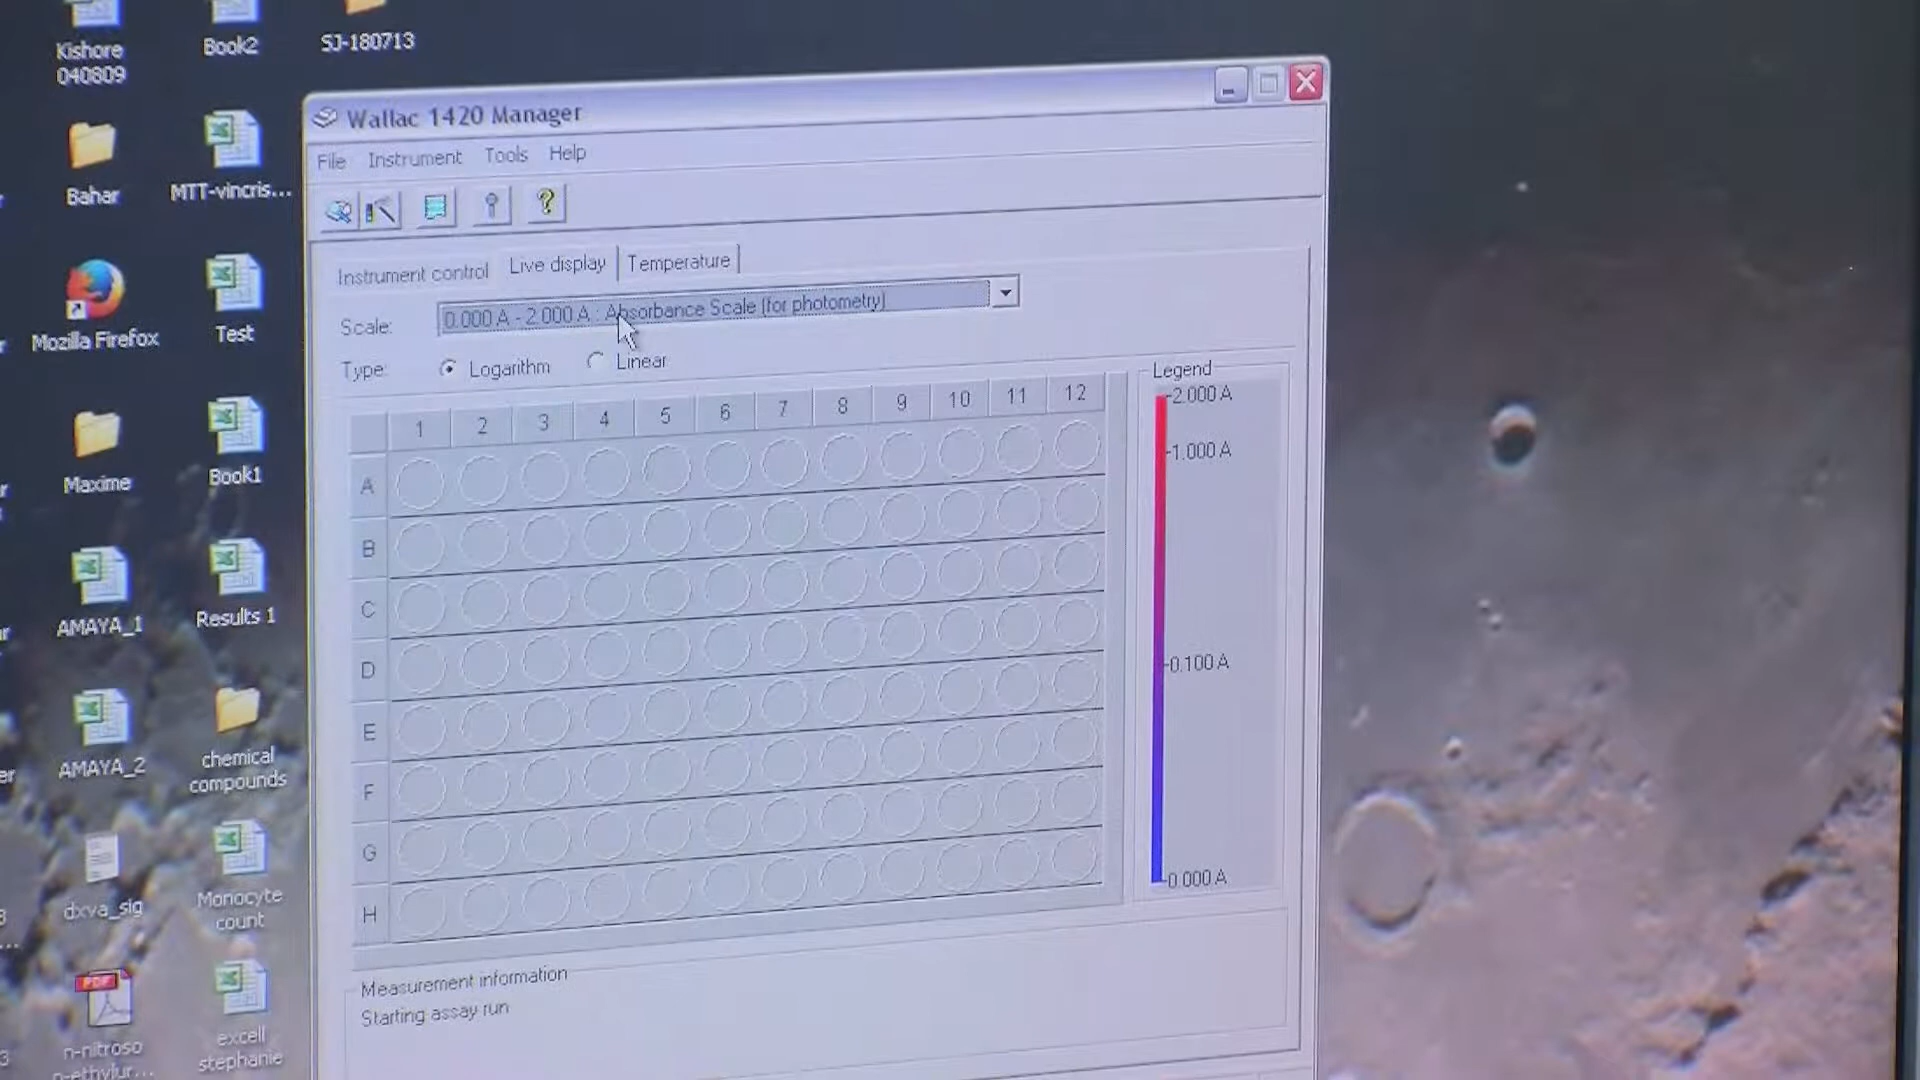 Kishore
040809
Book2
SJ-180713
Bahar
MTT-vincris...
Mozilla Firefox
Test
Maxime
Book1
AMAYA_1
Results 1
AMAYA_2
chemical
compounds
dxva_sig
Monocyte
count
PDF
n-nitroso
excell
stephanie
Wallac 1420 Manager
File Instrument Tools Help
?
Instrument control Live display Temperature
Scale: 0.000 A - 2.000 A : Absorbance Scale (for photometry)
Type: Logarithm Linear
1 2 3 4 5 6 7 8 9 10 11 12
A
B
C
D
E
F
G
H
Legend
2.000 A
1.000 A
0.100 A
0.000 A
Measurement information
Starting assay run